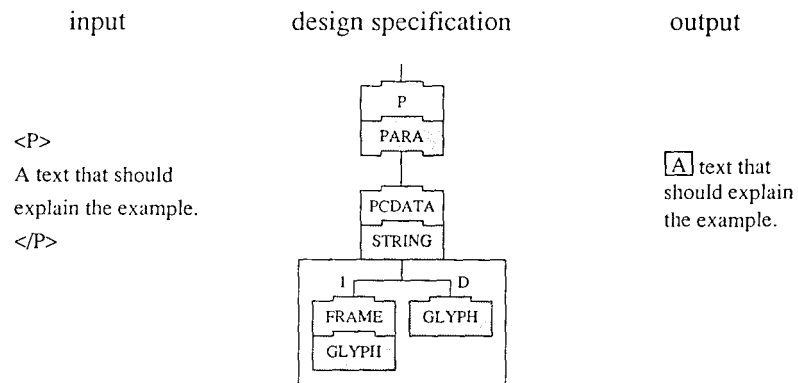 input
design specification
output
<P>
A text that should
explain the example.
</P>
P
PARA
PCDATA
STRING
I
D
FRAME
GLYPH
GLYPH
A text that
should explain
the example.